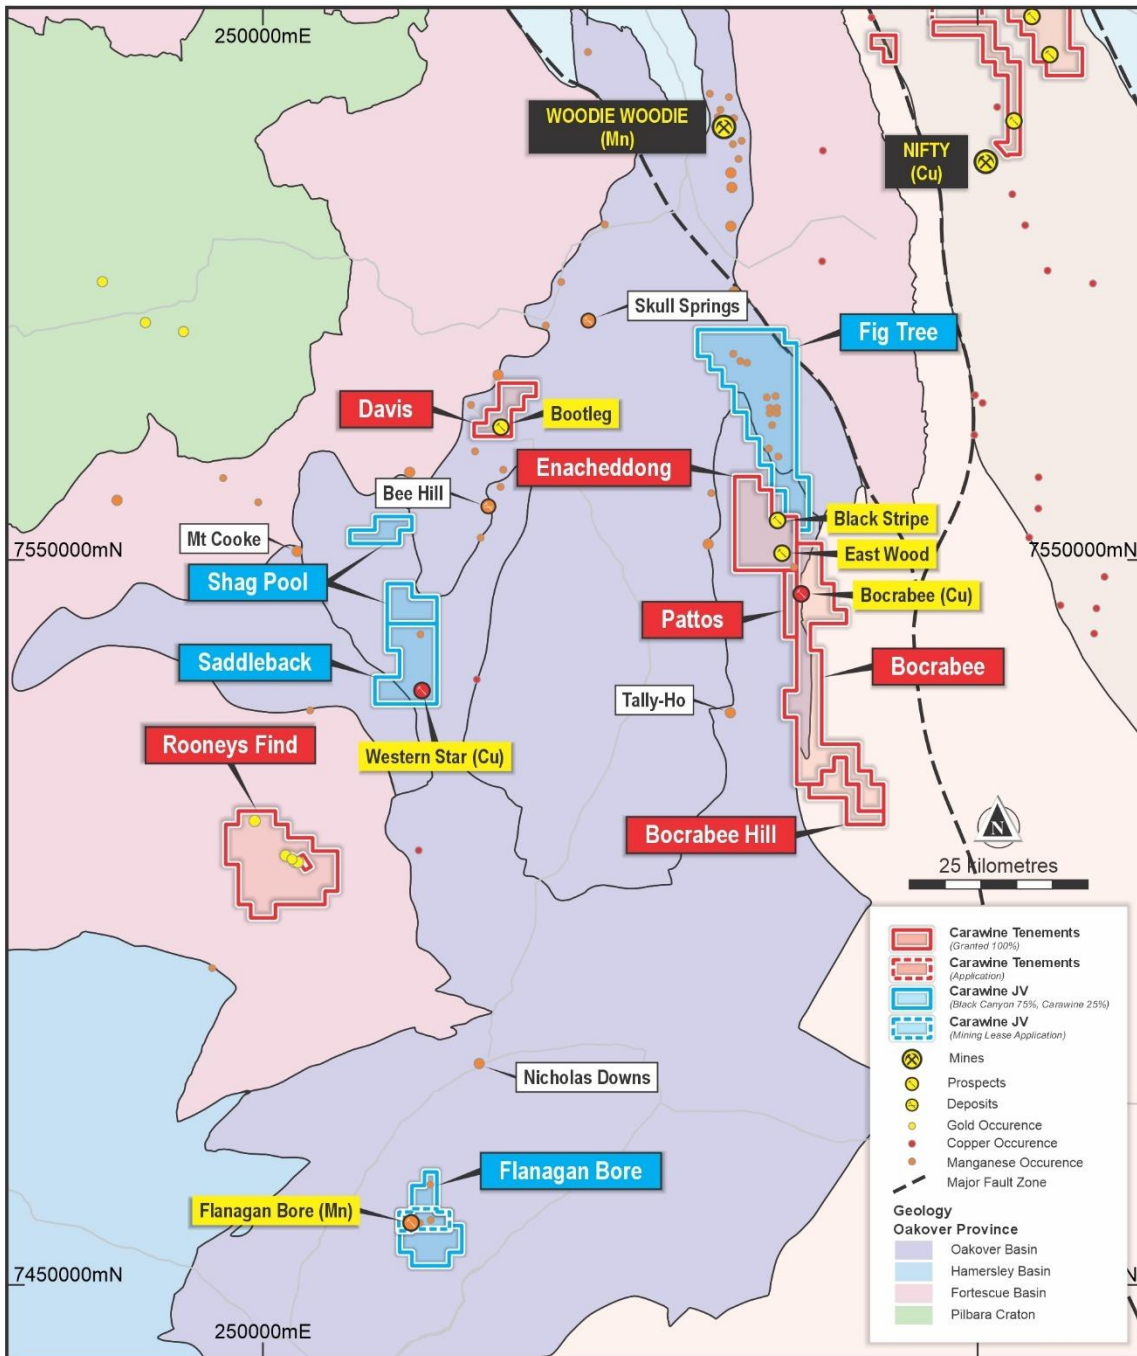 250000mE
WOODIE WOODIE
(Mn)
NIFTY
(Cu)
Skull Springs
Fig Tree
Davis
Bootleg
Enacheddong
Bee Hill
Black Stripe
Mt Cooke
East Wood
7550000mN
7550000mN
Shag Pool
Bocrabee (Cu)
Pattos
Saddleback
Bocrabee
Tally-Ho
Rooneys Find
Western Star (Cu)
Bocrabee Hill
N
25 kilometres
Carawine Tenements
(Granted 100%)
Carawine Tenements
(Application)
Carawine JV
(Black Canyon 75%, Carawine 25%)
Carawine JV
(Mining Lease Application)
Mines
Prospects
Deposits
Gold Occurence
Copper Occurence
Manganese Occurence
Major Fault Zone
Geology
Oakover Province
Oakover Basin
Hamersley Basin
Fortescue Basin
Pilbara Craton
Nicholas Downs
Flanagan Bore
Flanagan Bore (Mn)
7450000mN
N
250000mE